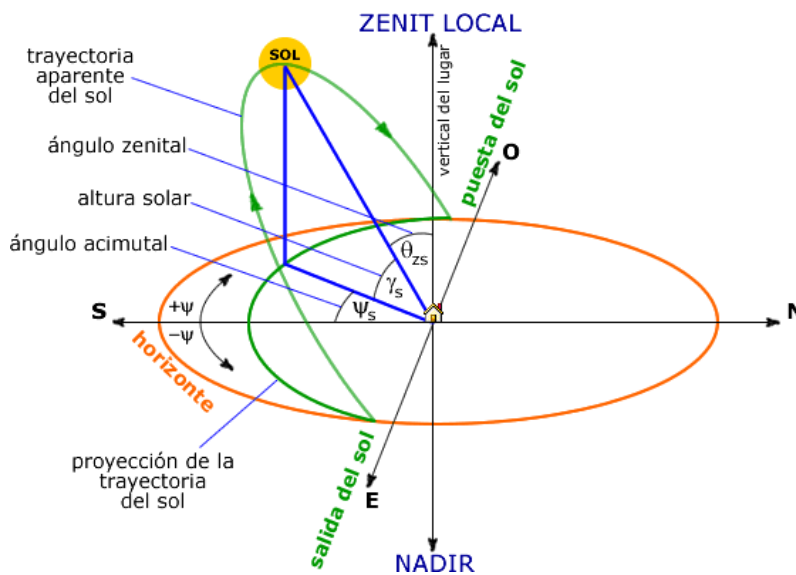 ZENIT LOCAL
trayectoria
aparente
del sol
SOL
vertical del lugar
puesta del sol
ángulo zenital
O
altura solar
ángulo acimutal
θzs
γs
ψs
+ψ
−ψ
S
N
horizonte
proyección de la
trayectoria
del sol
salida del sol
E
NADIR